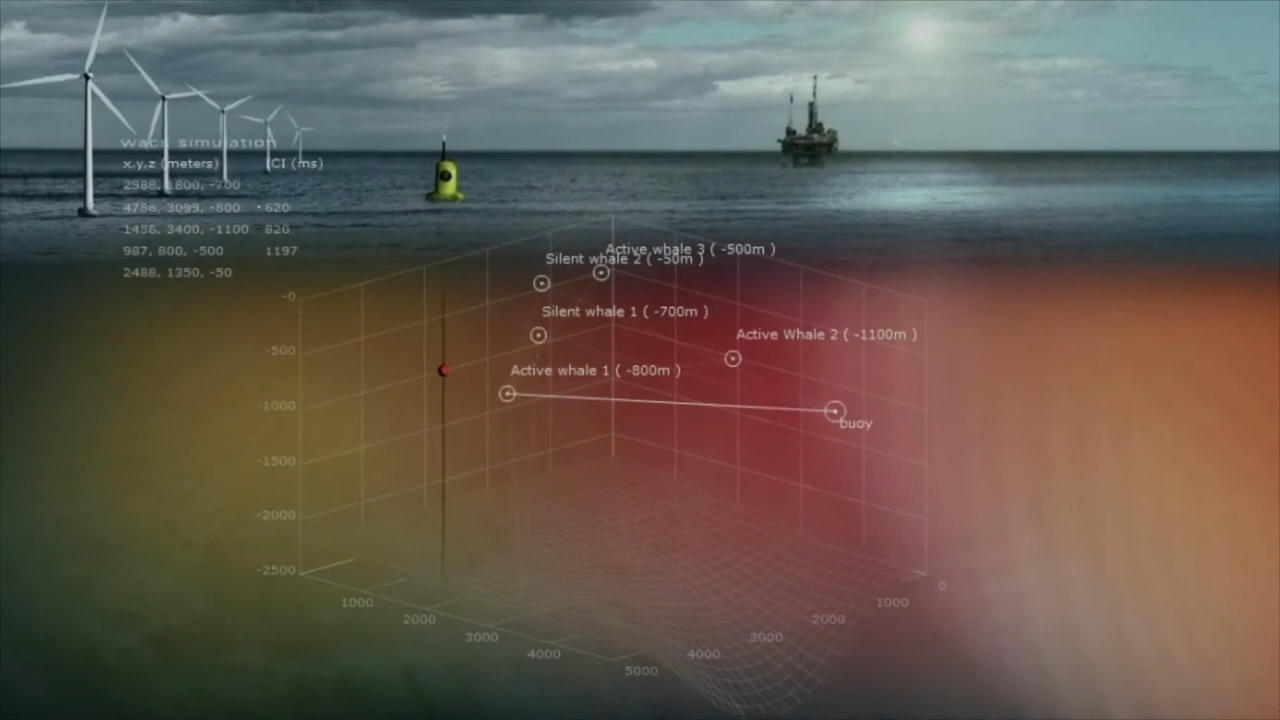 wacs simulation
x,y,z (meters) ICI (ms)
2988, 1800, -700
4786, 3099, -800 620
1486, 3400, -1100 820
987, 800, -500 1197
2488, 1350, -50
Active whale 3 ( -500m )
Silent whale 2 ( -50m )
Silent whale 1 ( -700m )
Active Whale 2 ( -1100m )
Active whale 1 ( -800m )
buoy
-0
-500
-1000
-1500
-2000
-2500
1000
2000
3000
4000
5000
4000
3000
2000
1000
0